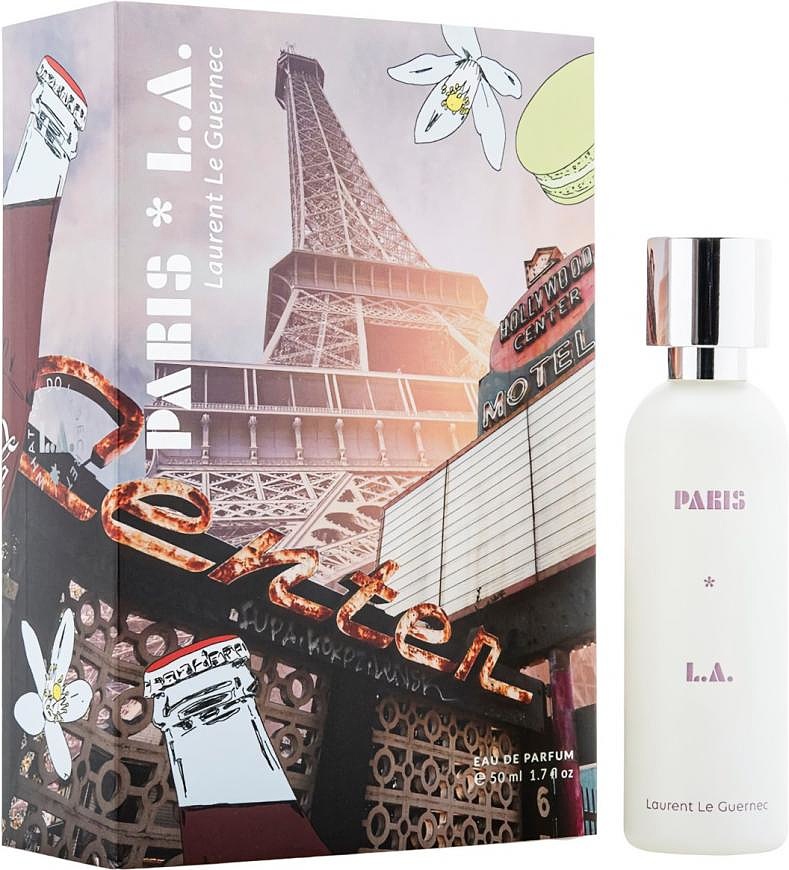 PARIS * L.A.
Laurent Le Guernec
HOLLYWOOD
CENTER
MOTEL
Center
EAU DE PARFUM
e 50 ml 1.7 fl oz
6
PARIS
*
L.A.
Laurent Le Guernec